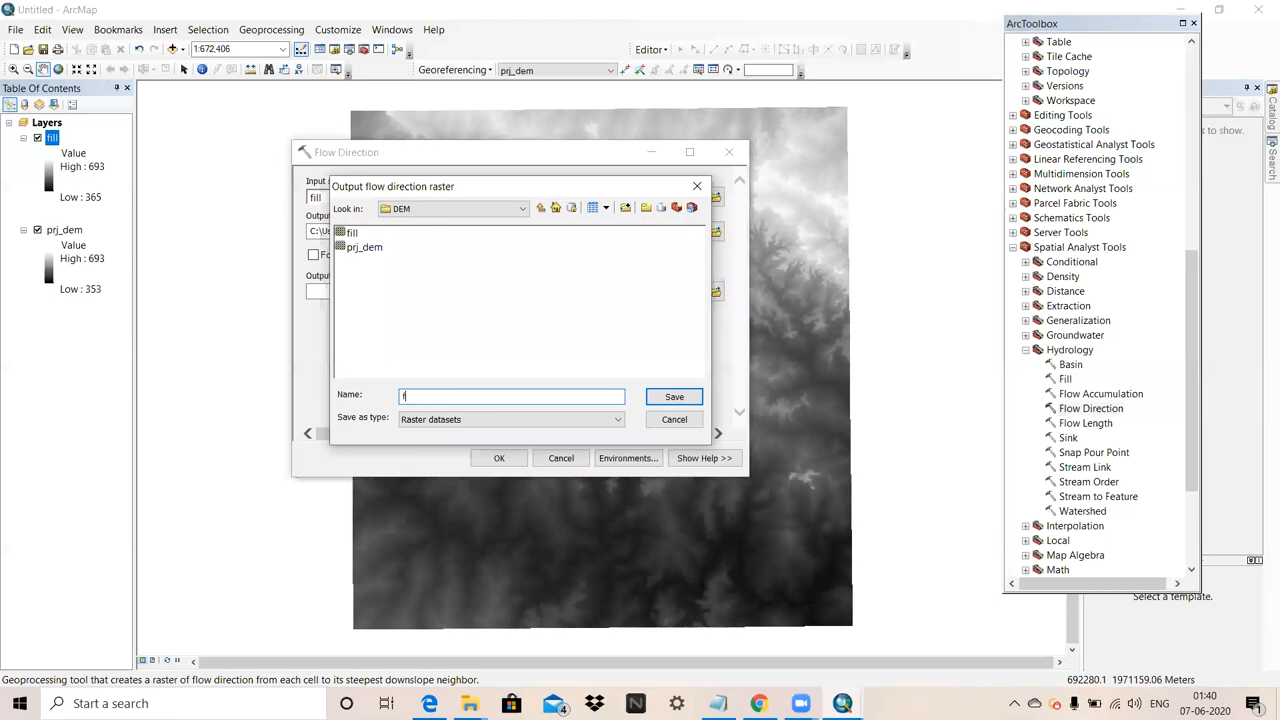 Untitled - ArcMap
File Edit View Bookmarks Insert Selection Geoprocessing Customize Windows Help
1:672,406
Editor
Georeferencing
prj_dem
Table Of Contents
Layers
fill
Value
High : 693
Low : 365
prj_dem
Value
High : 693
Low : 353
Flow Direction
fill
Output flow direction raster
Look in:
DEM
fill
prj_dem
Name:
f
Save
Save as type:
Raster datasets
Cancel
OK
Cancel
Environments...
Show Help >>
ArcToolbox
Table
Tile Cache
Topology
Versions
Workspace
Editing Tools
Geocoding Tools
Geostatistical Analyst Tools
Linear Referencing Tools
Multidimension Tools
Network Analyst Tools
Parcel Fabric Tools
Schematics Tools
Server Tools
Spatial Analyst Tools
Conditional
Density
Distance
Extraction
Generalization
Groundwater
Hydrology
Basin
Fill
Flow Accumulation
Flow Direction
Flow Length
Sink
Snap Pour Point
Stream Link
Stream Order
Stream to Feature
Watershed
Interpolation
Local
Map Algebra
Math
s to show.
Catalog
Search
Select a template.
Geoprocessing tool that creates a raster of flow direction from each cell to its steepest downslope neighbor.
692280.1 1971159.06 Meters
Start a search
4
ENG
01:40
07-06-2020
1